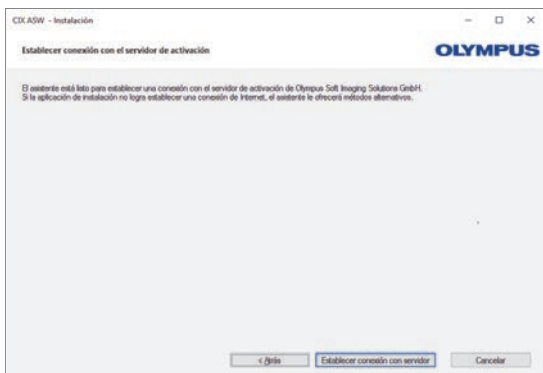 CIX ASW - Instalación
Establecer conexión con el servidor de activación
OLYMPUS
El asistente está listo para establecer una conexión con el servidor de activación de Olympus Soft Imaging Solutions GmbH.
Si la aplicación de instalación no logra establecer una conexión de Internet, el asistente le ofrecerá métodos alternativos.
< Atrás
Establecer conexión con servidor
Cancelar